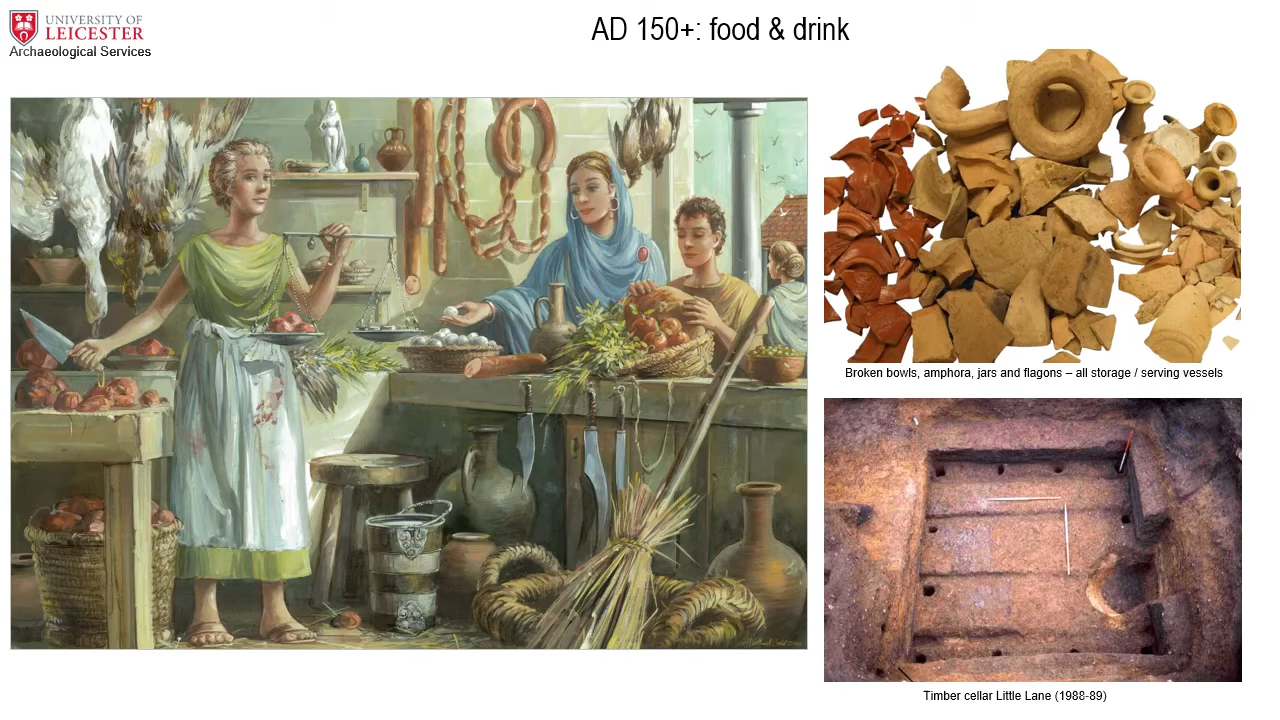 UNIVERSITY OF
LEICESTER
Archaeological Services
AD 150+: food & drink
Broken bowls, amphora, jars and flagons – all storage / serving vessels
Timber cellar Little Lane (1988-89)